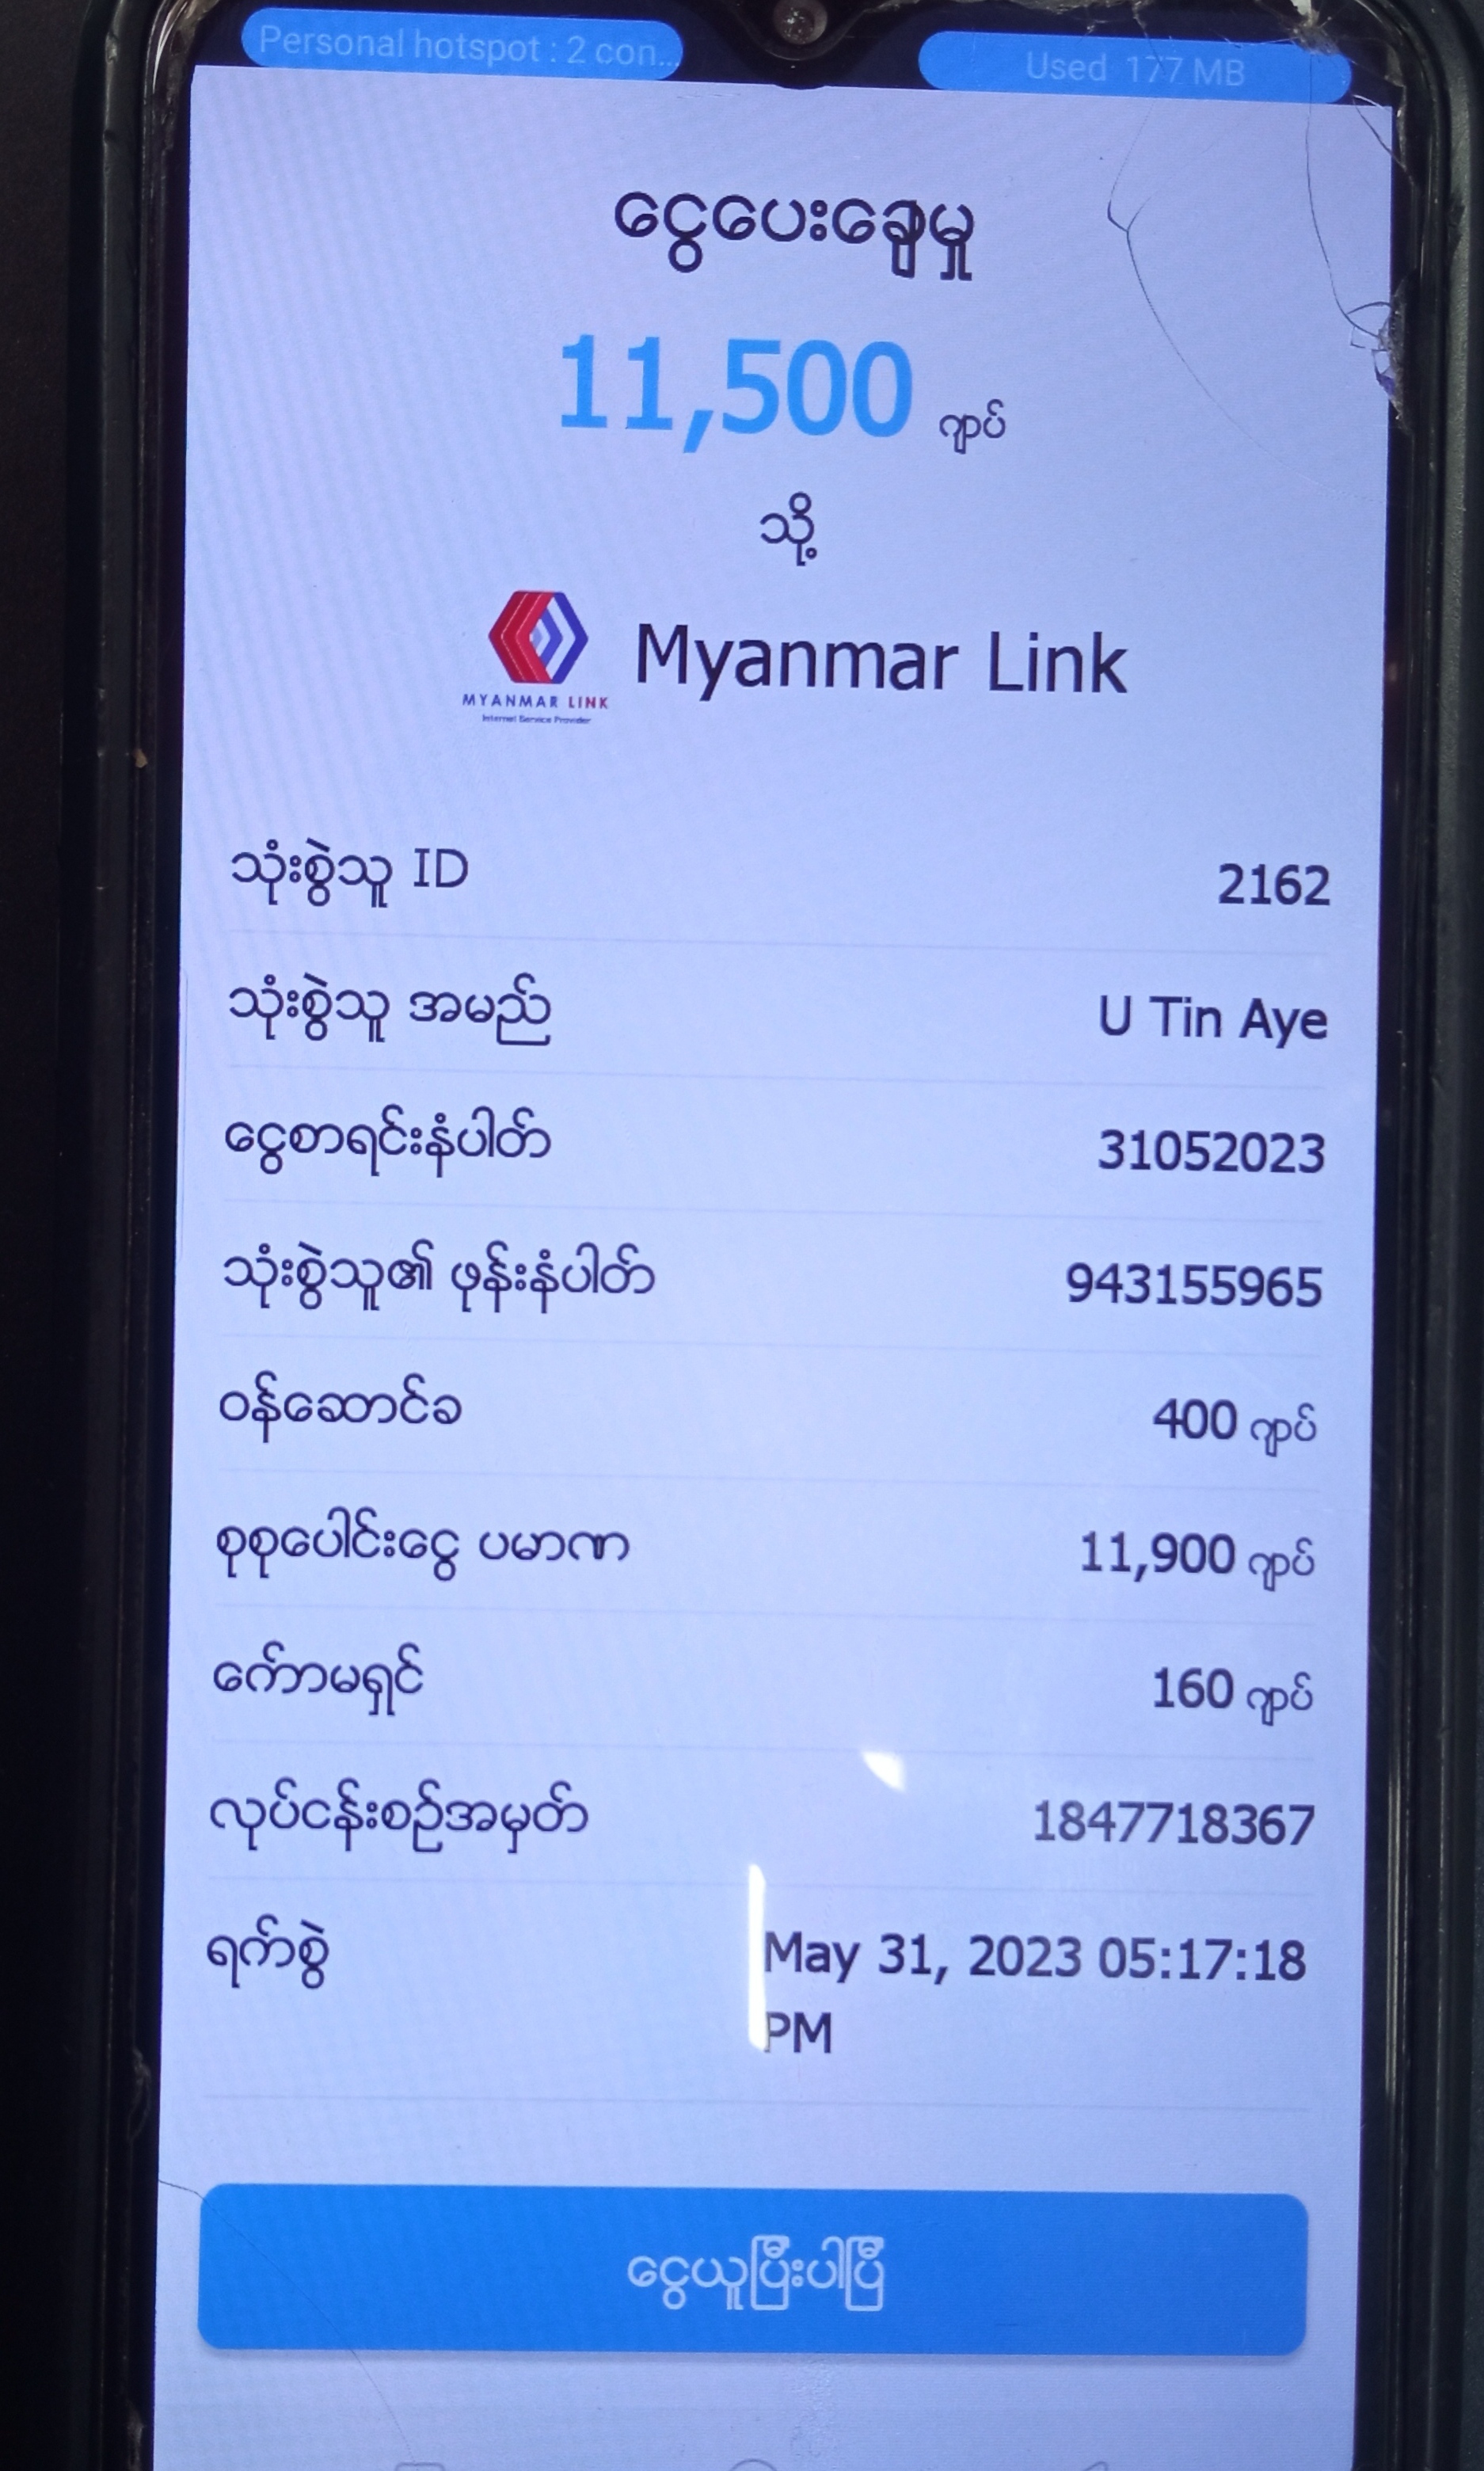 Personal hotspot : 2 con...
Used 177 MB
ငွေပေးချေမှု
11,500 ကျပ်
သို့
MYANMAR LINK
Internet Service Provider
Myanmar Link
သုံးစွဲသူ ID 2162
သုံးစွဲသူ အမည် U Tin Aye
ငွေစာရင်းနံပါတ် 31052023
သုံးစွဲသူ၏ ဖုန်းနံပါတ် 943155965
ဝန်ဆောင်ခ 400 ကျပ်
စုစုပေါင်းငွေ ပမာဏ 11,900 ကျပ်
ကော်မရှင် 160 ကျပ်
လုပ်ငန်းစဉ်အမှတ် 1847718367
ရက်စွဲ May 31, 2023 05:17:18
PM
ငွေယူပြီးပါပြီ